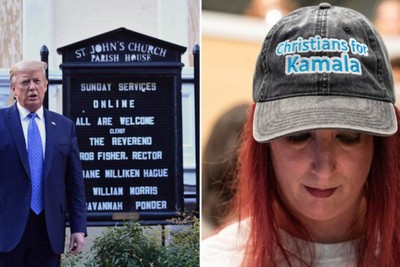 ST JOHN'S CHURCH
PARISH HOUSE
SUNDAY SERVICES
ONLINE
ALL ARE WELCOME
CLERGY
THE REVEREND
ROB FISHER, RECTOR
JANE MILLIKEN HAGUE
WILLIAM MORRIS
SAVANNAH PONDER
Christians for
Kamala